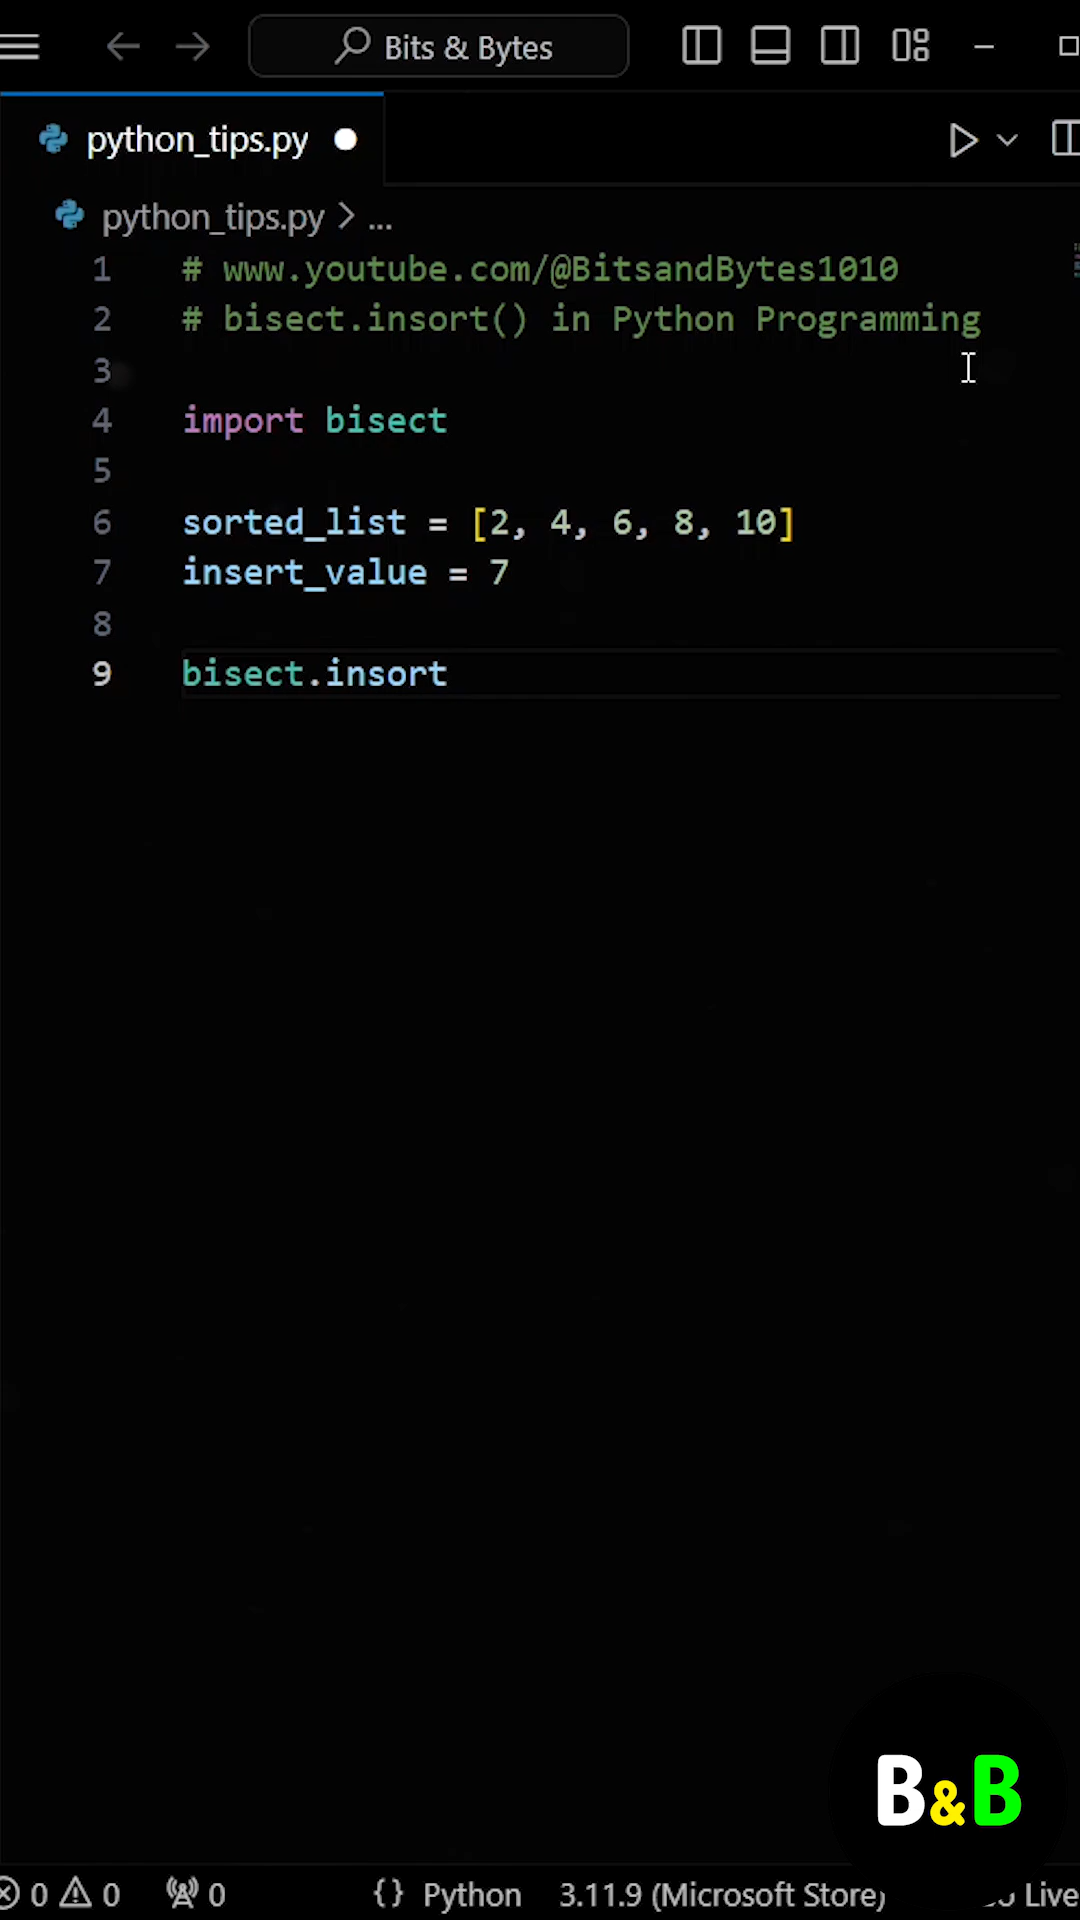 Bits & Bytes
python_tips.py
python_tips.py > ...
1 # www.youtube.com/@BitsandBytes1010
2 # bisect.insort() in Python Programming
3
4 import bisect
5
6 sorted_list = [2, 4, 6, 8, 10]
7 insert_value = 7
8
9 bisect.insort
B&B
0 0 0 {} Python 3.11.9 (Microsoft Store) Live